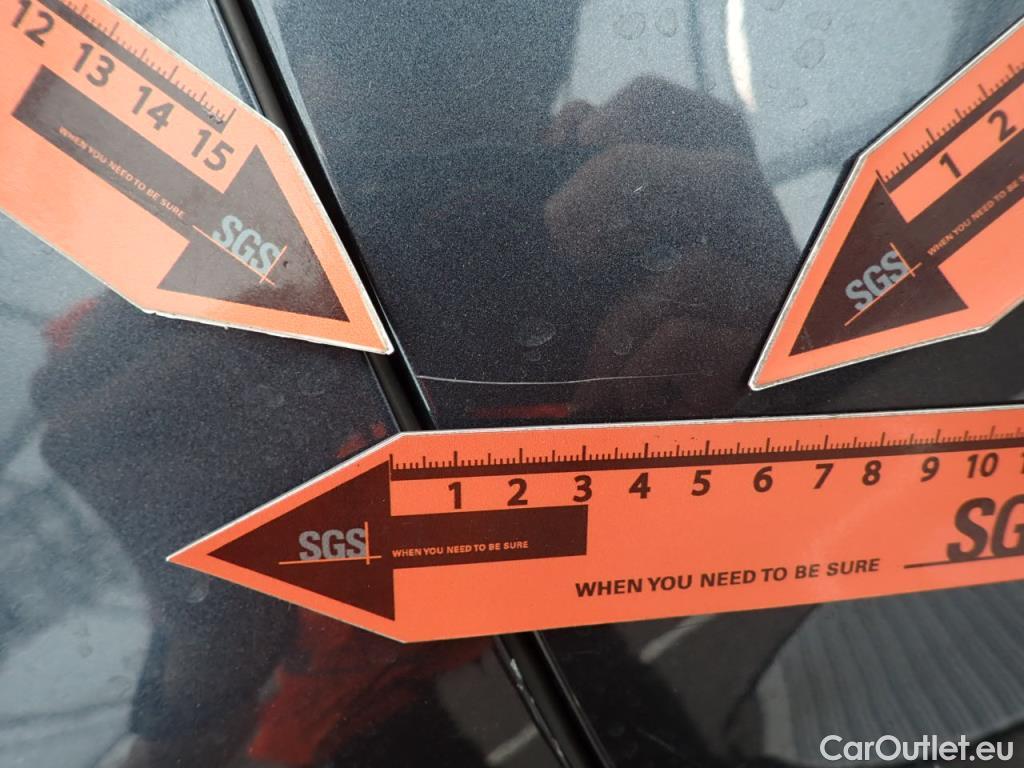 12 13 14 15
WHEN YOU NEED TO BE SURE
SGS
1 2
SGS
WHEN YOU NEED TO BE S
1 2 3 4 5 6 7 8 9 10 1
SGS
WHEN YOU NEED TO BE SURE
WHEN YOU NEED TO BE SURE
SG
CarOutlet.eu